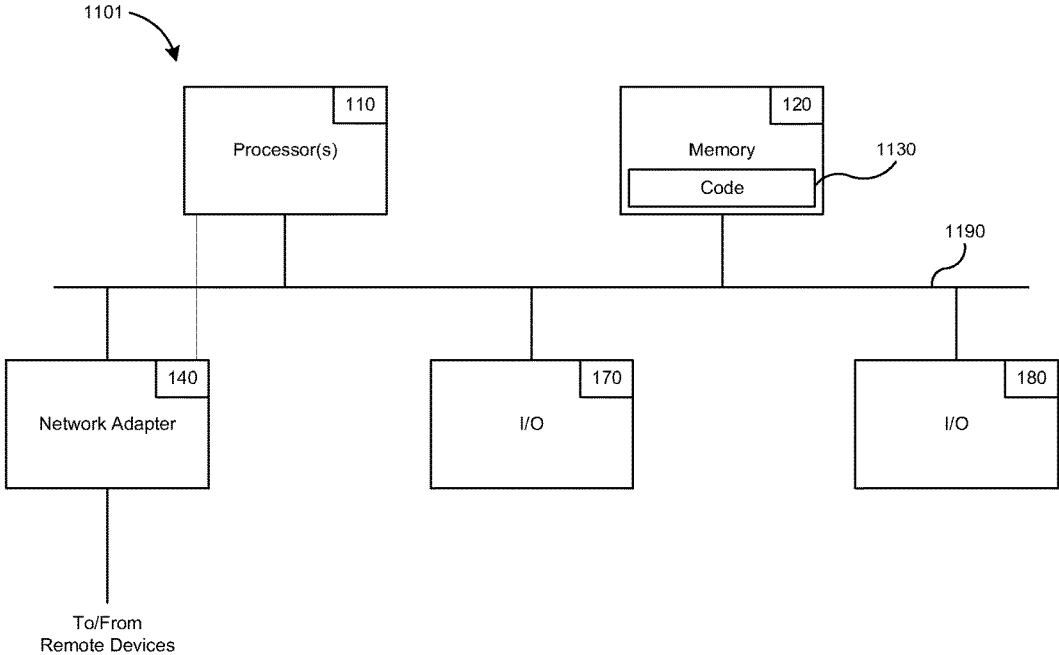 1101
110
Processor(s)
120
Memory
Code
1130
1190
140
Network Adapter
170
I/O
180
I/O
To/From
Remote Devices